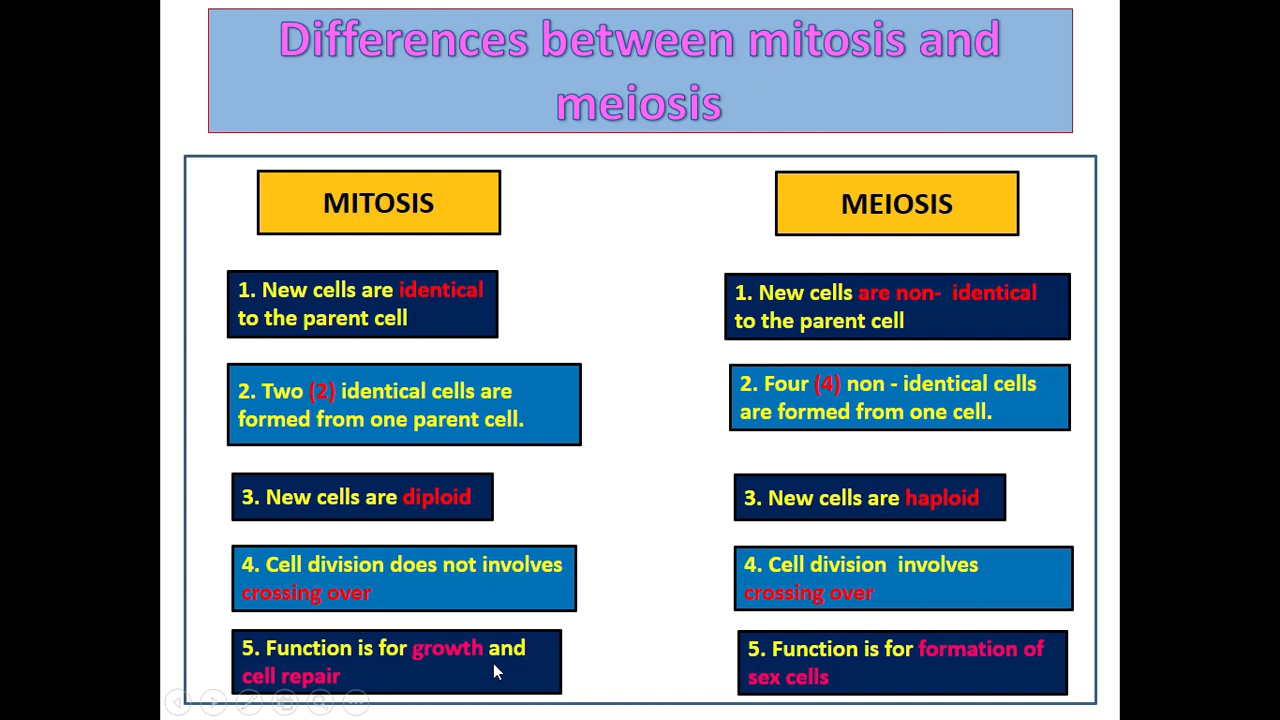 Differences between mitosis and
meiosis
MITOSIS
MEIOSIS
1. New cells are identical
to the parent cell
1. New cells are non-  identical
to the parent cell
2. Two (2) identical cells are
formed from one parent cell.
2. Four (4) non - identical cells
are formed from one cell.
3. New cells are diploid
3. New cells are haploid
4. Cell division does not involves
crossing over
4. Cell division  involves
crossing over
5. Function is for growth and
cell repair
5. Function is for formation of
sex cells